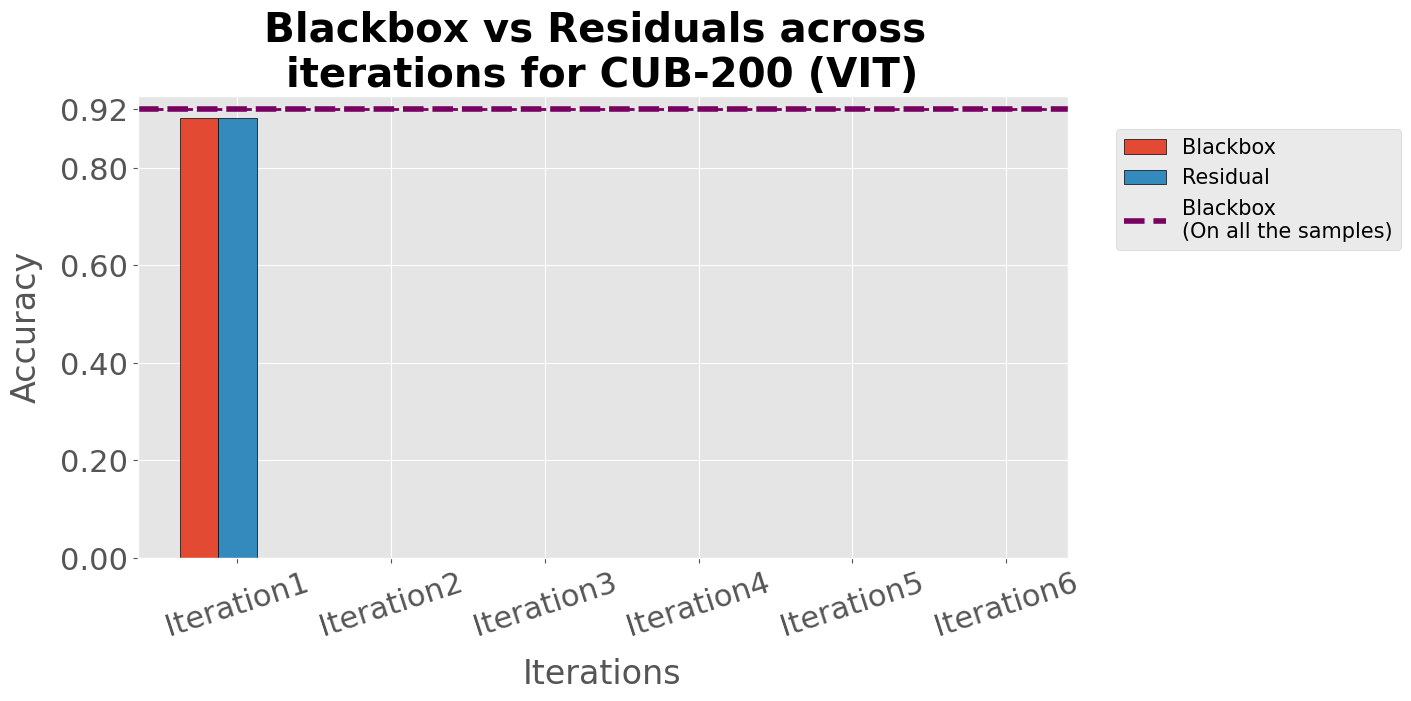 Blackbox vs Residuals across
iterations for CUB-200 (VIT)
0.92
0.80
0.60
0.40
0.20
0.00
Accuracy
Iteration1
Iteration2
Iteration3
Iteration4
Iteration5
Iteration6
Iterations
Blackbox
Residual
Blackbox
(On all the samples)